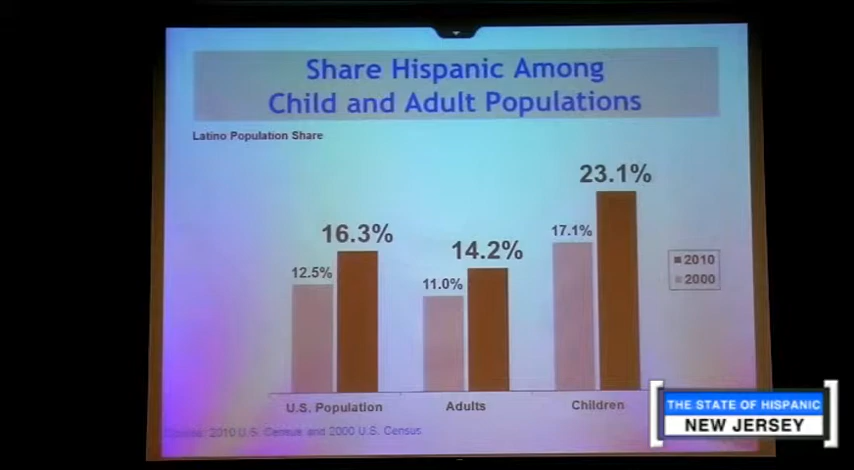 Share Hispanic Among
Child and Adult Populations
Latino Population Share
23.1%
17.1%
16.3%
14.2%
12.5%
11.0%
2010
2000
U.S. Population
Adults
Children
2010 U.S. Census and 2000 U.S. Census
THE STATE OF HISPANIC
NEW JERSEY